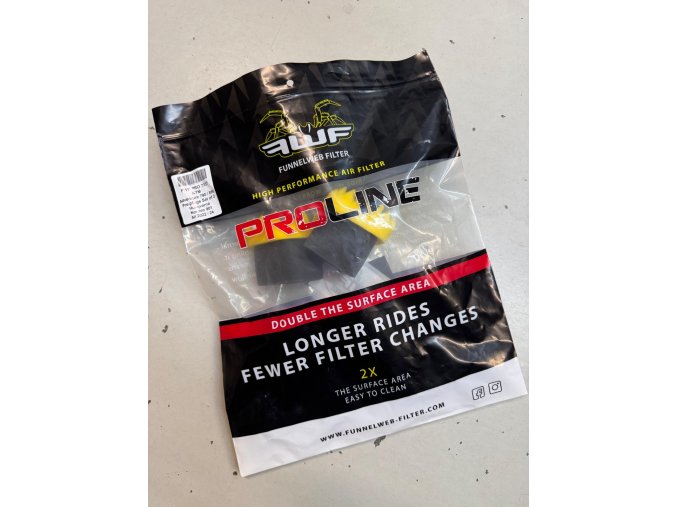 FWF
FUNNELWEB FILTER
HIGH PERFORMANCE AIR FILTER
PROLINE
KTM
DOUBLE THE SURFACE AREA
LONGER RIDES
FEWER FILTER CHANGES
2X
THE SURFACE AREA
EASY TO CLEAN
WWW.FUNNELWEB-FILTER.COM